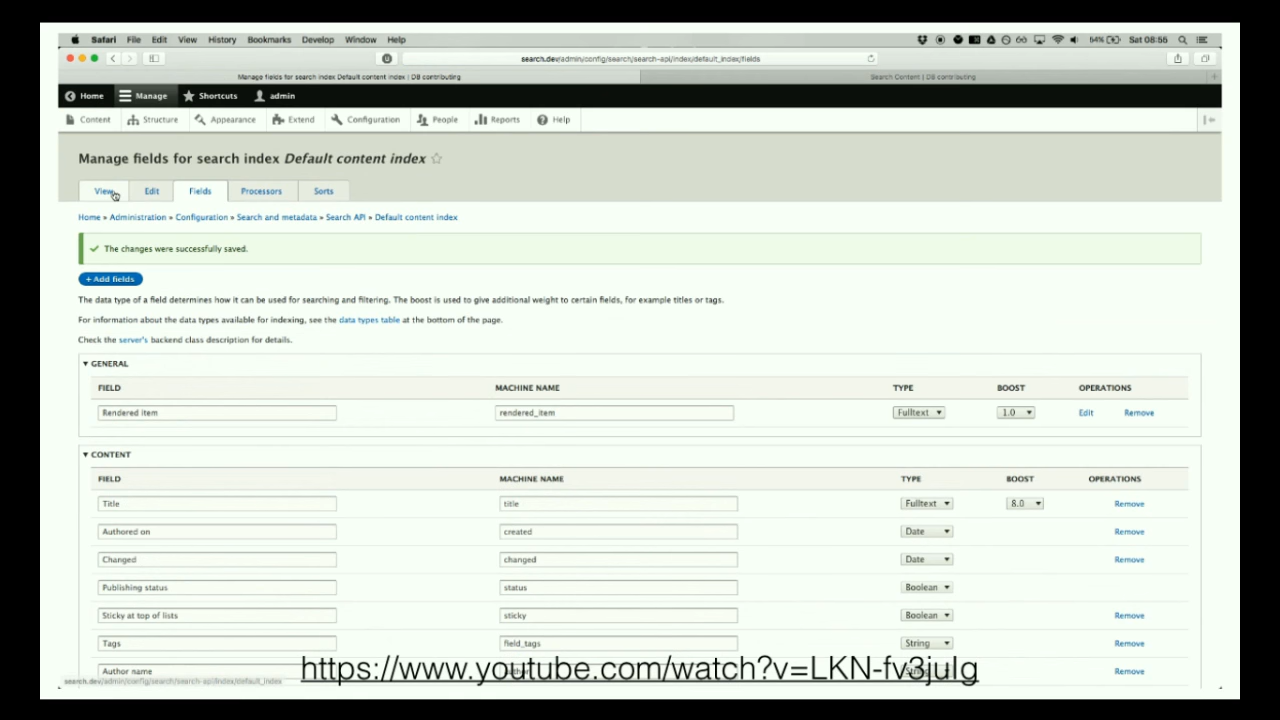 Safari File Edit View History Bookmarks Develop Window Help 64% Sat 08:56
search.dev/admin/config/search/search-api/index/default_index/fields
Manage fields for search index Default content index | D8 contributing Search Content | D8 contributing
Home Manage Shortcuts admin
Content Structure Appearance Extend Configuration People Reports Help
Manage fields for search index Default content index
View Edit Fields Processors Sorts
Home » Administration » Configuration » Search and metadata » Search API » Default content index
The changes were successfully saved.
+ Add fields
The data type of a field determines how it can be used for searching and filtering. The boost is used to give additional weight to certain fields, for example titles or tags.
For information about the data types available for indexing, see the data types table at the bottom of the page.
Check the server's backend class description for details.
▼ GENERAL
FIELD MACHINE NAME TYPE BOOST OPERATIONS
Rendered item rendered_item Fulltext 1.0 Edit Remove
▼ CONTENT
FIELD MACHINE NAME TYPE BOOST OPERATIONS
Title title Fulltext 8.0 Remove
Authored on created Date Remove
Changed changed Date Remove
Publishing status status Boolean
Sticky at top of lists sticky Boolean Remove
Tags field_tags String Remove
Author name Remove
https://www.youtube.com/watch?v=LKN-fv3juIg
search.dev/admin/config/search/search-api/index/default_index